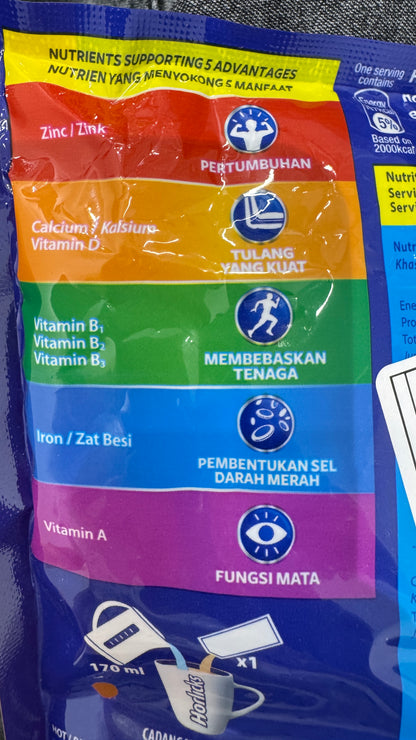 NUTRIENTS SUPPORTING 5 ADVANTAGES
NUTRIEN YANG MENYOKONG 5 MANFAAT
Zinc / Zink
PERTUMBUHAN
Calcium / Kalsium
Vitamin D
TULANG
YANG KUAT
Vitamin B₁
Vitamin B₂
Vitamin B₃
MEMBEBASKAN
TENAGA
Iron / Zat Besi
PEMBENTUKAN SEL
DARAH MERAH
Vitamin A
FUNGSI MATA
170 ml
x1
Horlicks
One serving
contains
Energy
5%
Based on
2000kcal